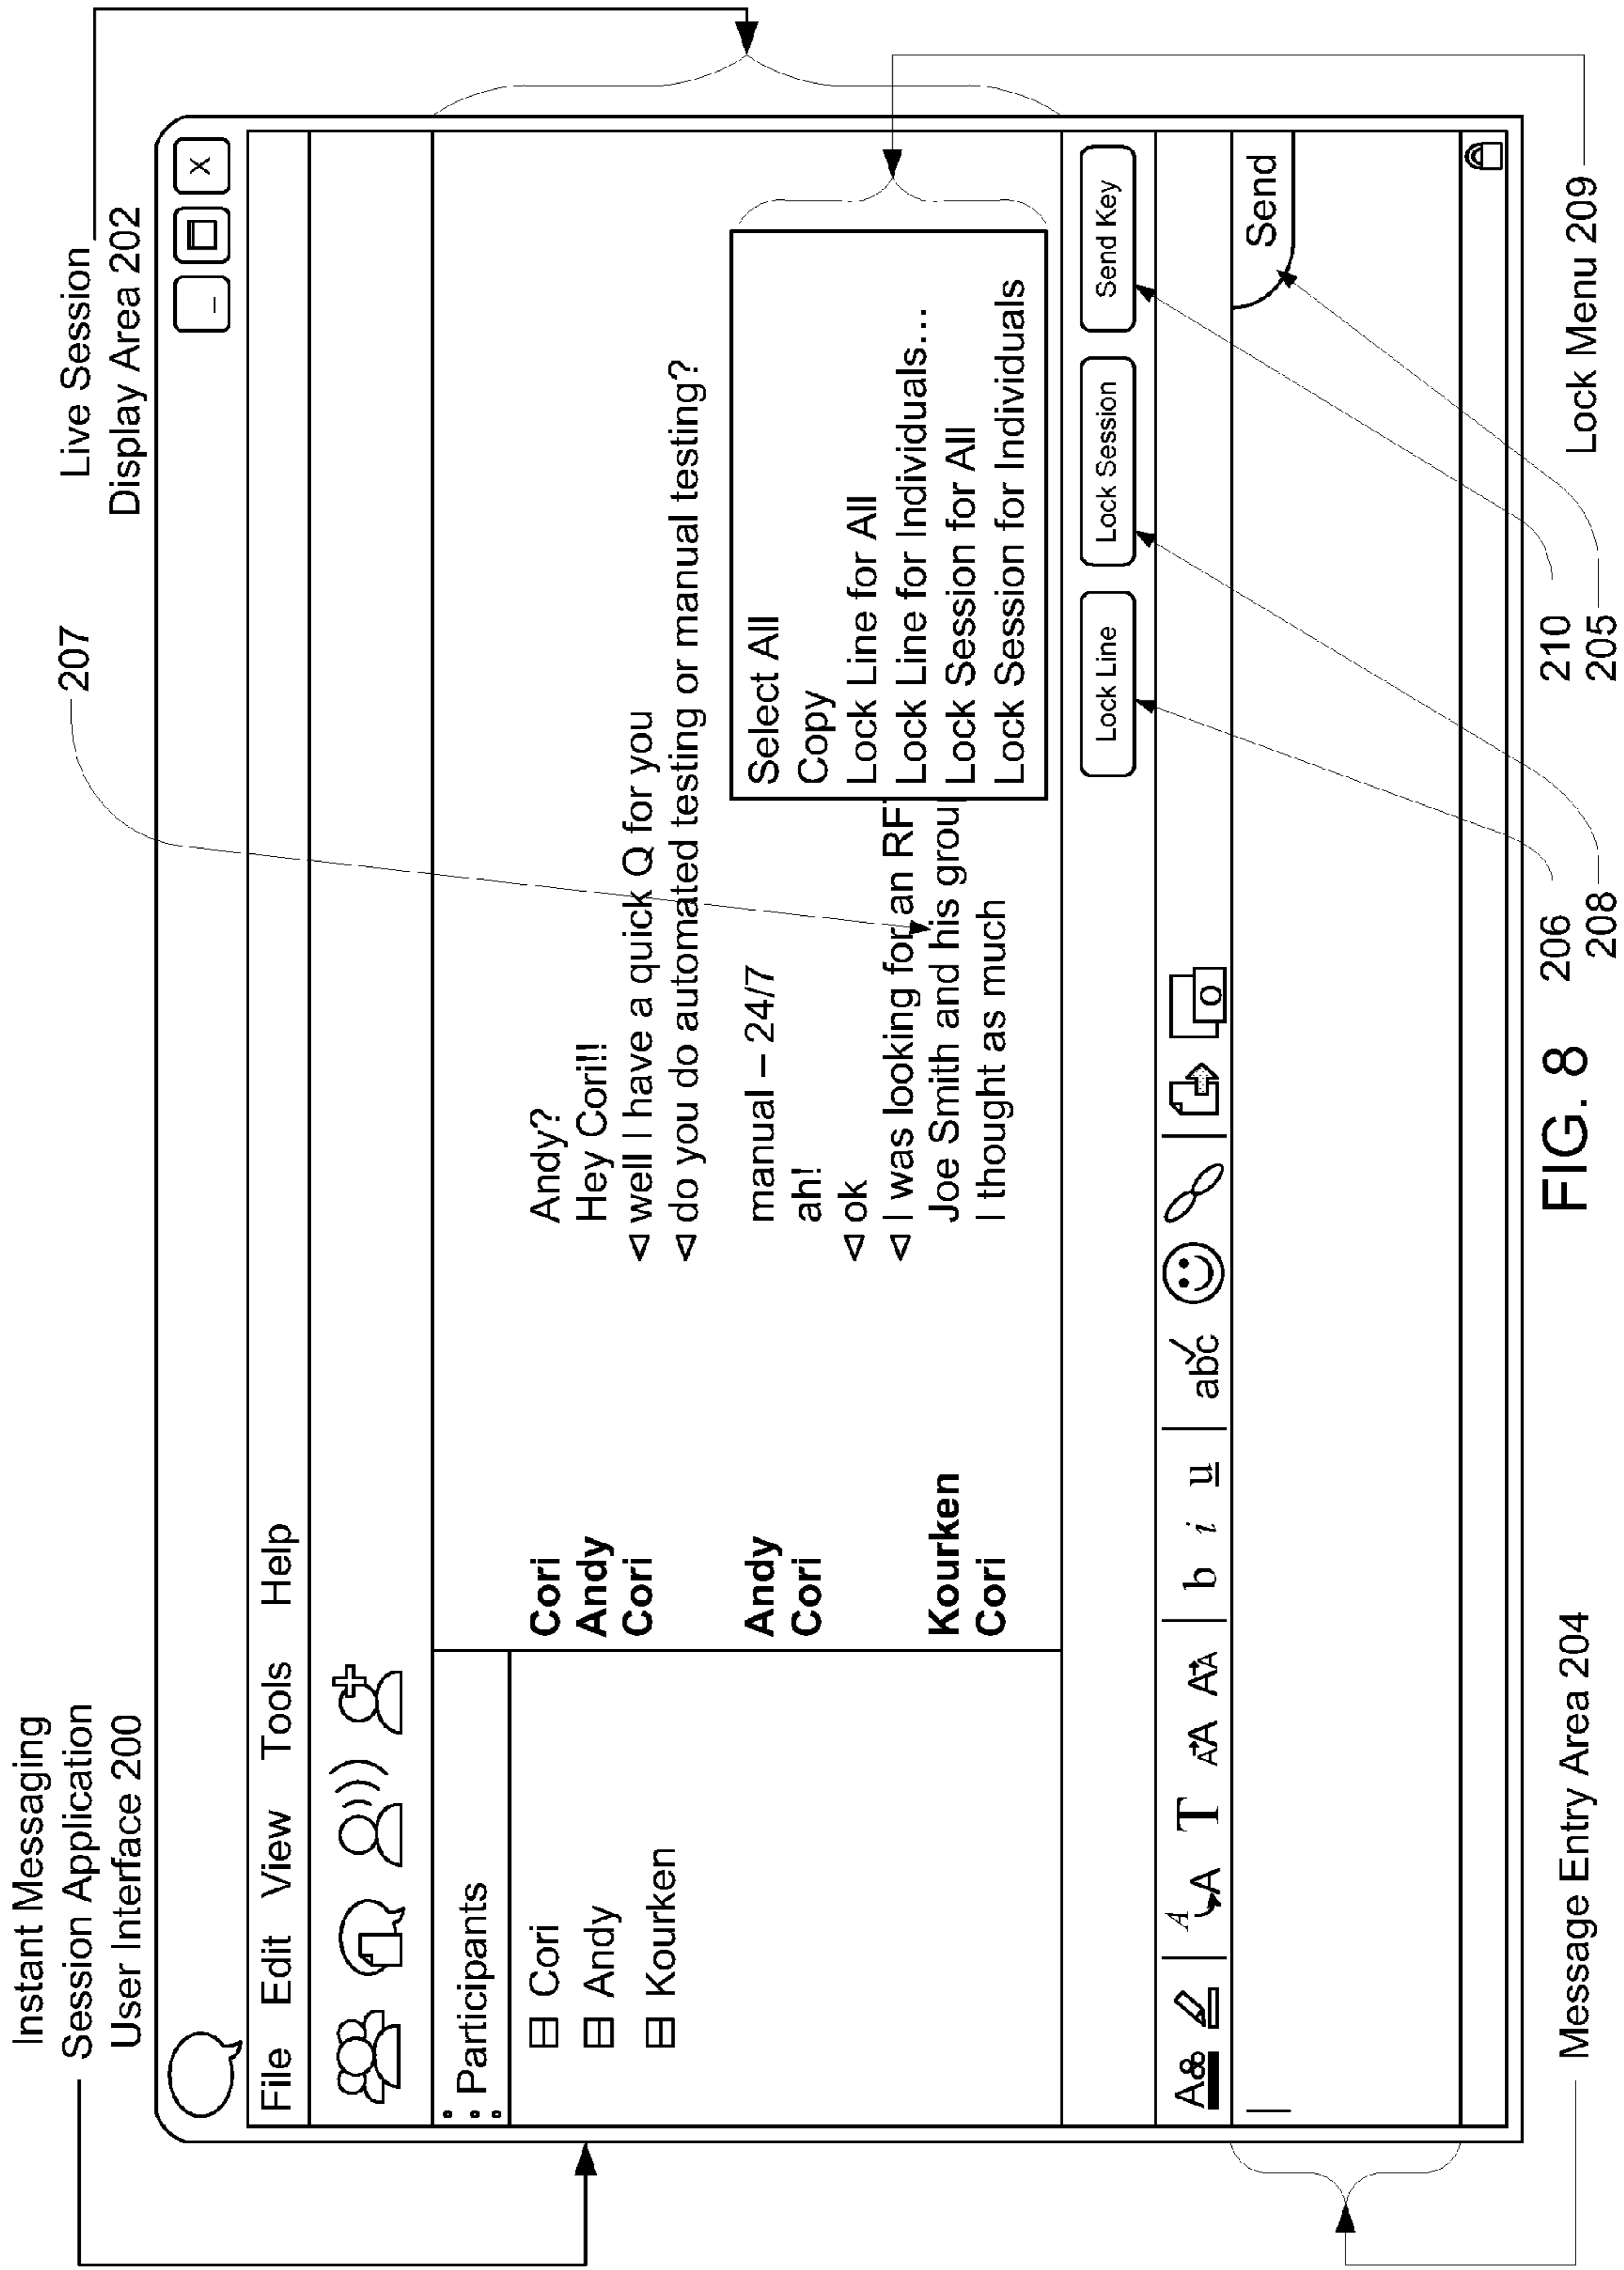 Instant Messaging
Session Application
User Interface 200
207
Live Session
Display Area 202
_
X
File Edit View Tools Help
Participants
Cori
Andy
Kourken
Cori Andy?
Andy Hey Cori!!!
Cori well I have a quick Q for you
do you do automated testing or manual testing?
Andy manual – 24/7
Cori ah!
ok
I was looking for an RF
Kourken Joe Smith and his grou
Cori I thought as much
Select All
Copy
Lock Line for All
Lock Line for Individuals...
Lock Session for All
Lock Session for Individuals
Lock Line
Lock Session
Send Key
A A A T AA AA b i u abc
Send
Message Entry Area 204
206
208
210
205
Lock Menu 209
FIG. 8